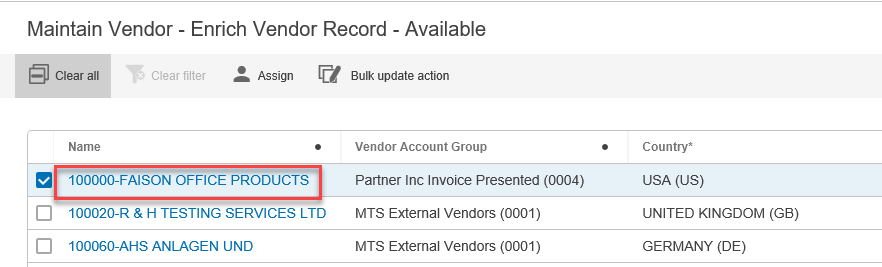 Maintain Vendor - Enrich Vendor Record - Available
Clear all Clear filter Assign Bulk update action
Name Vendor Account Group Country*
100000-FAISON OFFICE PRODUCTS Partner Inc Invoice Presented (0004) USA (US)
100020-R & H TESTING SERVICES LTD MTS External Vendors (0001) UNITED KINGDOM (GB)
100060-AHS ANLAGEN UND MTS External Vendors (0001) GERMANY (DE)